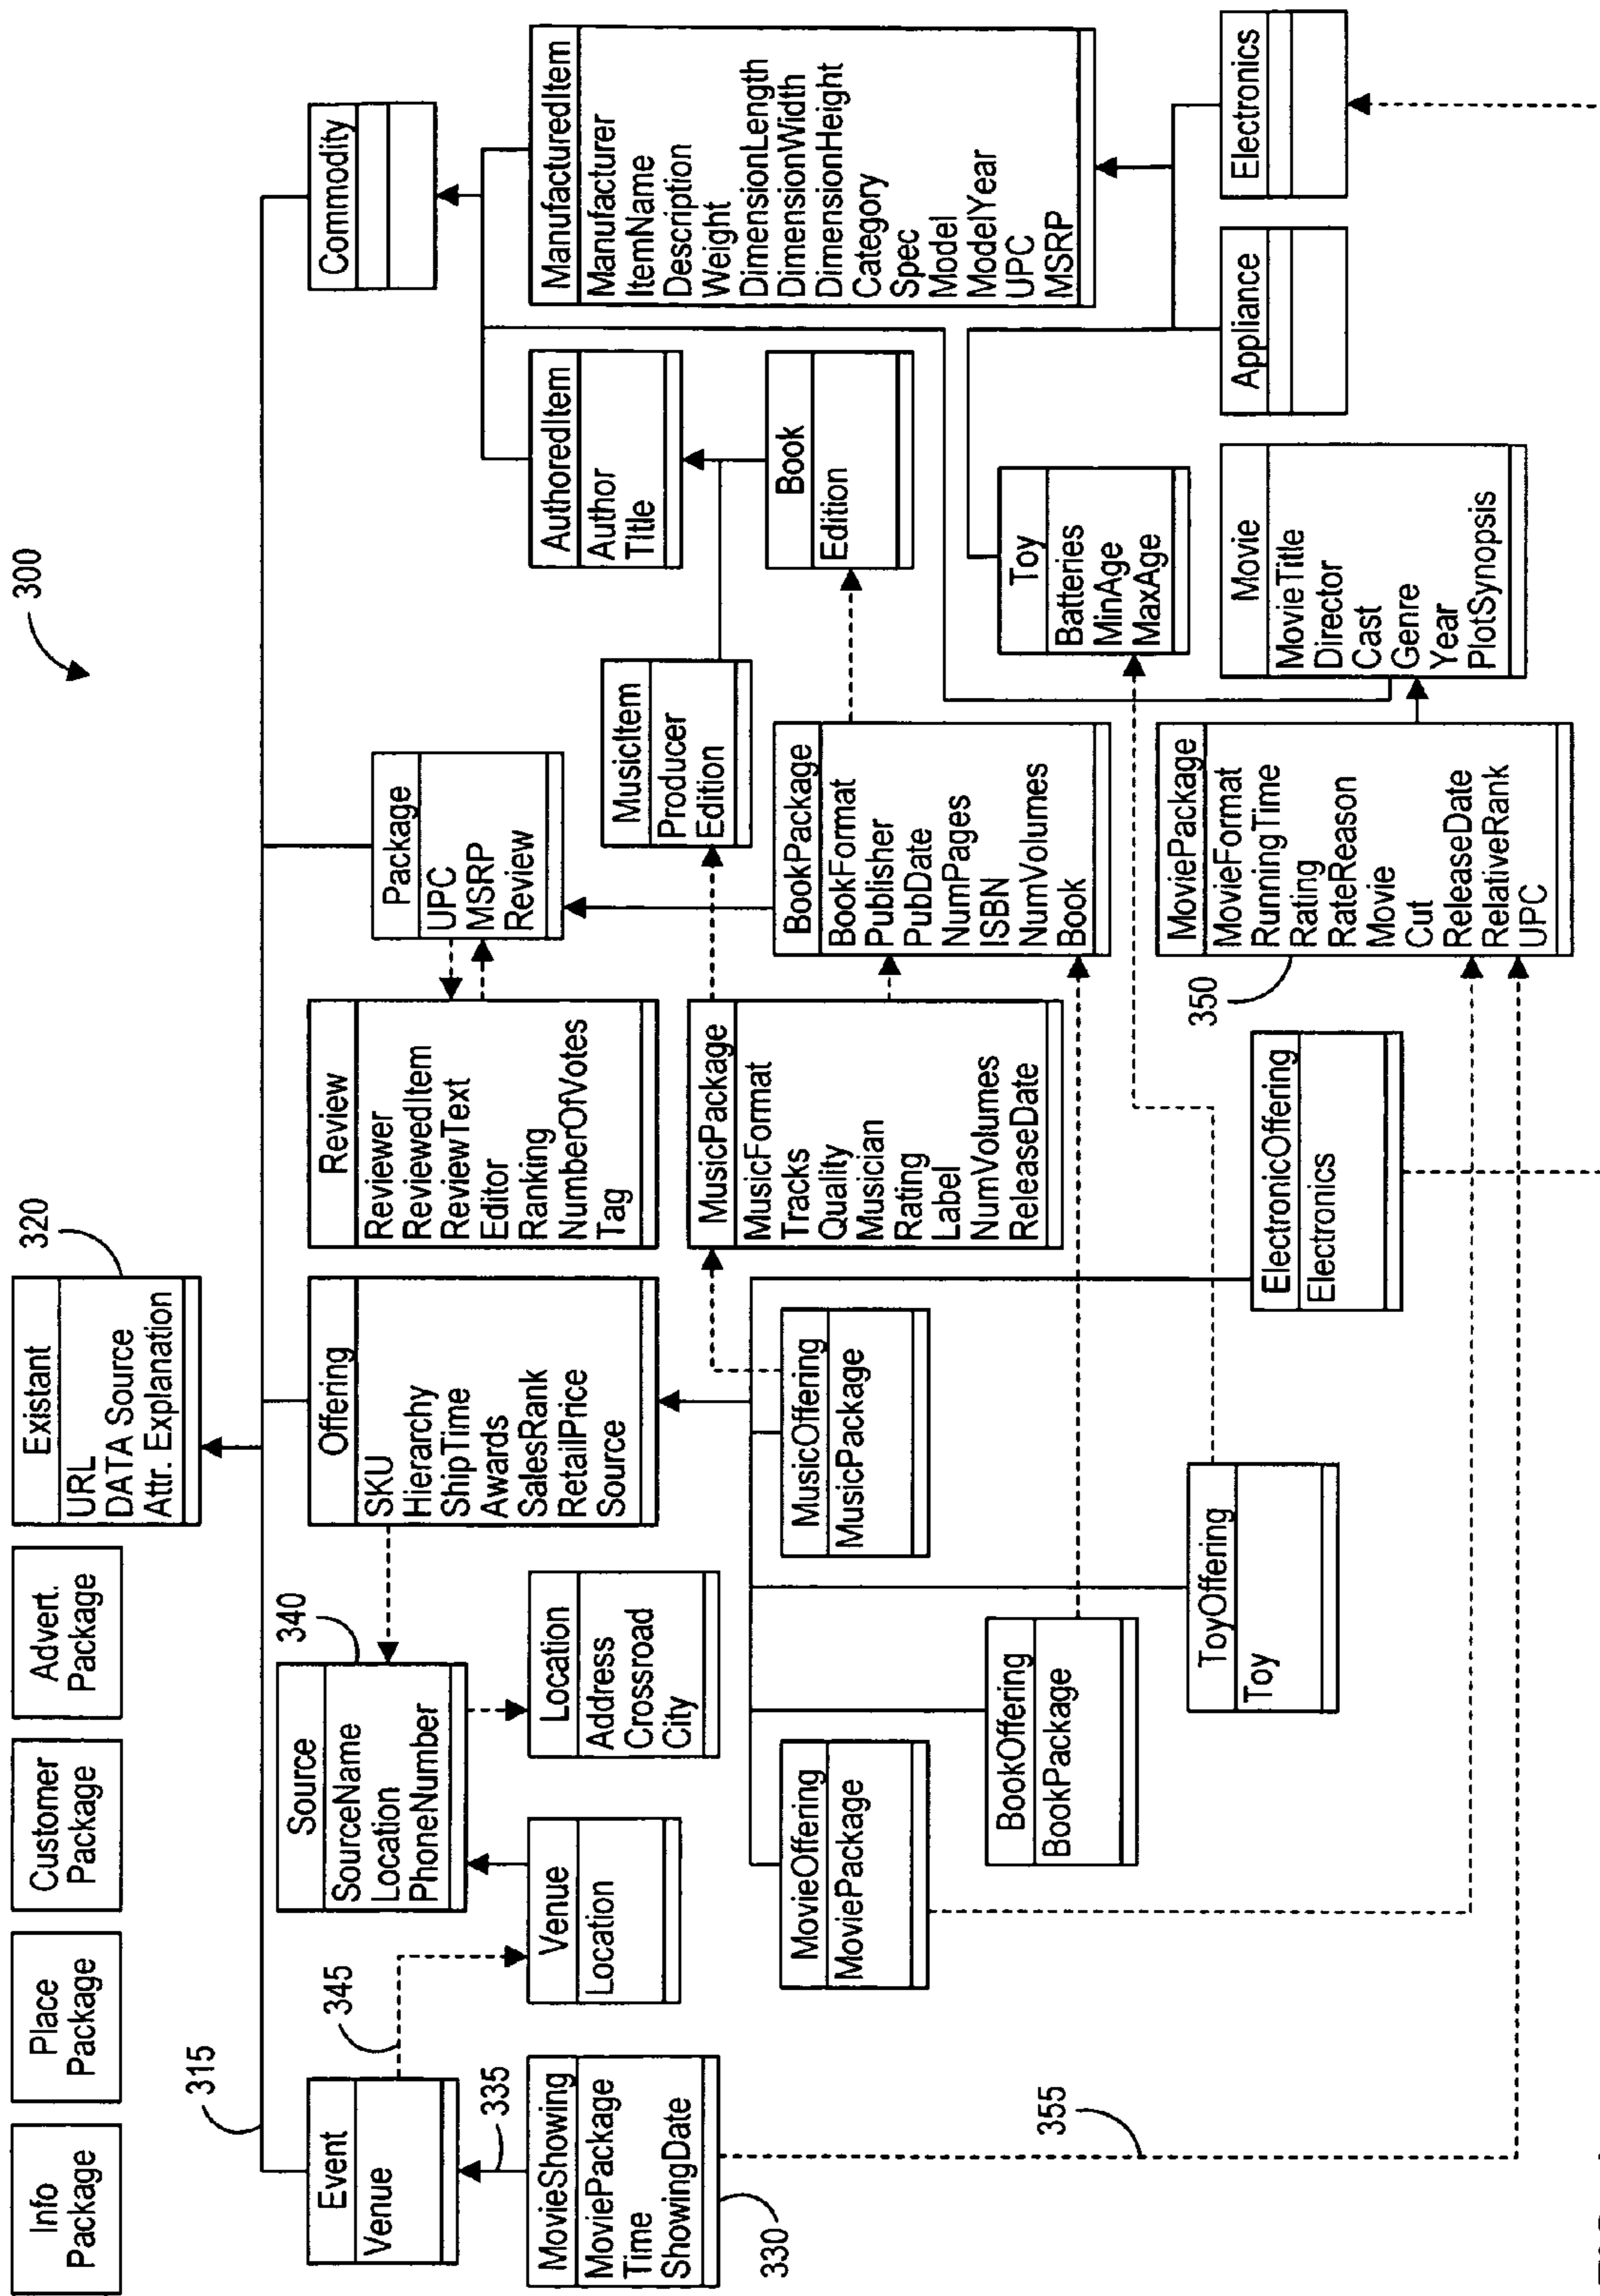 300
Info
Package
Place
Package
Customer
Package
Advert.
Package
Existant
URL
DATA Source
Attr. Explanation
320
315
Event
Venue
345
Source
SourceName
Location
PhoneNumber
340
Offering
SKU
Hierarchy
ShipTime
Awards
SalesRank
RetailPrice
Source
Review
Reviewer
ReviewedItem
ReviewText
Editor
Ranking
NumberOfVotes
Tag
Package
UPC
MSRP
Review
Commodity
335
MovieShowing
MoviePackage
Time
ShowingDate
330
Venue
Location
Location
Address
Crossroad
City
MusicItem
Producer
Edition
AuthoredItem
Author
Title
ManufacturedItem
Manufacturer
ItemName
Description
Weight
DimensionLength
DimensionWidth
DimensionHeight
Category
Spec
Model
ModelYear
UPC
MSRP
MovieOffering
MoviePackage
MusicOffering
MusicPackage
MusicPackage
MusicFormat
Tracks
Quality
Musician
Rating
Label
NumVolumes
ReleaseDate
BookPackage
BookFormat
Publisher
PubDate
NumPages
ISBN
NumVolumes
Book
Book
Edition
BookOffering
BookPackage
Toy
Batteries
MinAge
MaxAge
355
ToyOffering
Toy
ElectronicOffering
Electronics
350
MoviePackage
MovieFormat
RunningTime
Rating
RateReason
Movie
Cut
ReleaseDate
RelativeRank
UPC
Movie
MovieTitle
Director
Cast
Genre
Year
PlotSynopsis
Appliance
Electronics